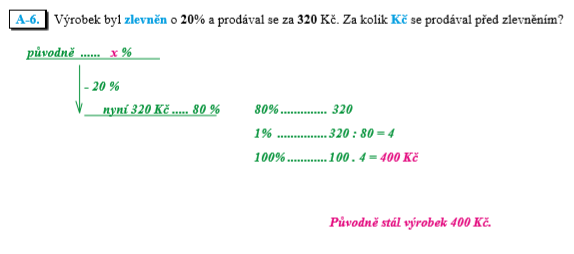 A-6. Výrobek byl zlevněn o 20% a prodával se za 320 Kč. Za kolik Kč se prodával před zlevněním?
původně ...... x %
- 20 %
nyní 320 Kč ..... 80 %
80% .............. 320
1% ............... 320 : 80 = 4
100% ............ 100 . 4 = 400 Kč
Původně stál výrobek 400 Kč.